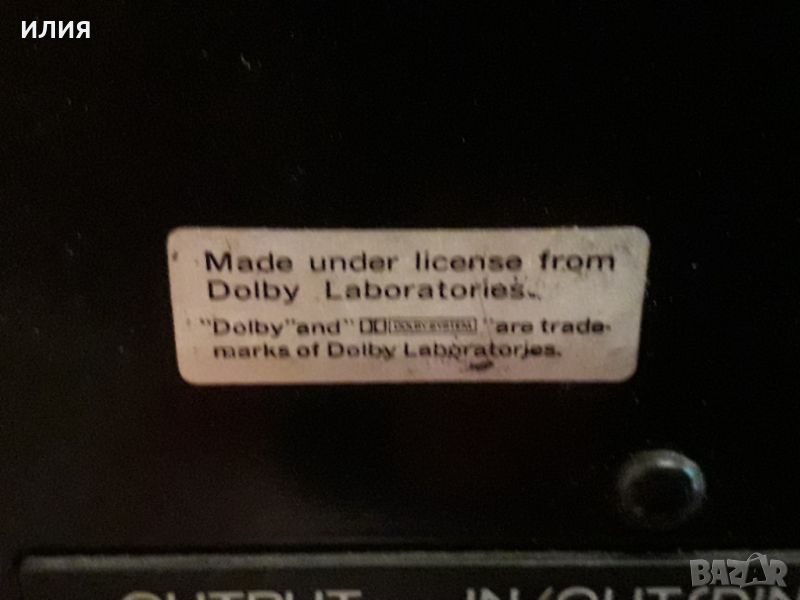 илия
Made under license from
Dolby Laboratories.
"Dolby" and " DOLBY SYSTEM " are trade-
marks of Dolby Laboratories.
OUTPUT IN/OUT(DIN
BAZAR